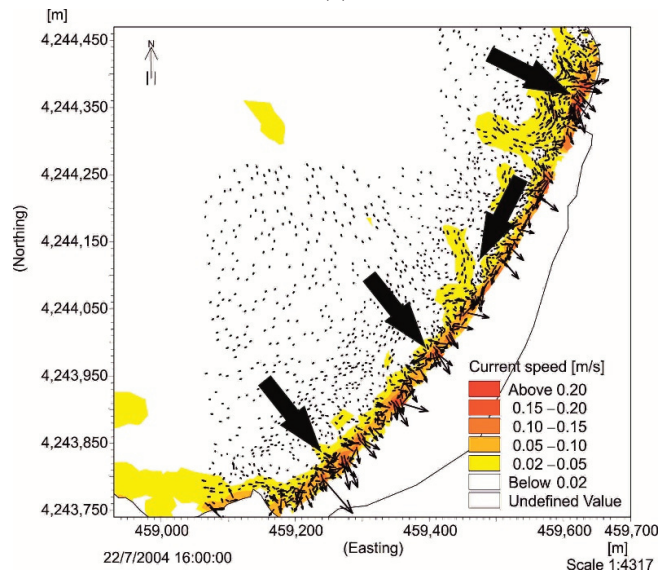 [m]
4,244,450
N
4,244,350
4,244,250
(Northing)
4,244,150
4,244,050
4,243,950
4,243,850
4,243,750
Current speed [m/s]
Above 0.20
0.15 –0.20
0.10 –0.15
0.05 –0.10
0.02 –0.05
Below 0.02
Undefined Value
459,000 459,200 459,400 459,600 459,700
(Easting) [m]
22/7/2004 16:00:00
Scale 1:4317